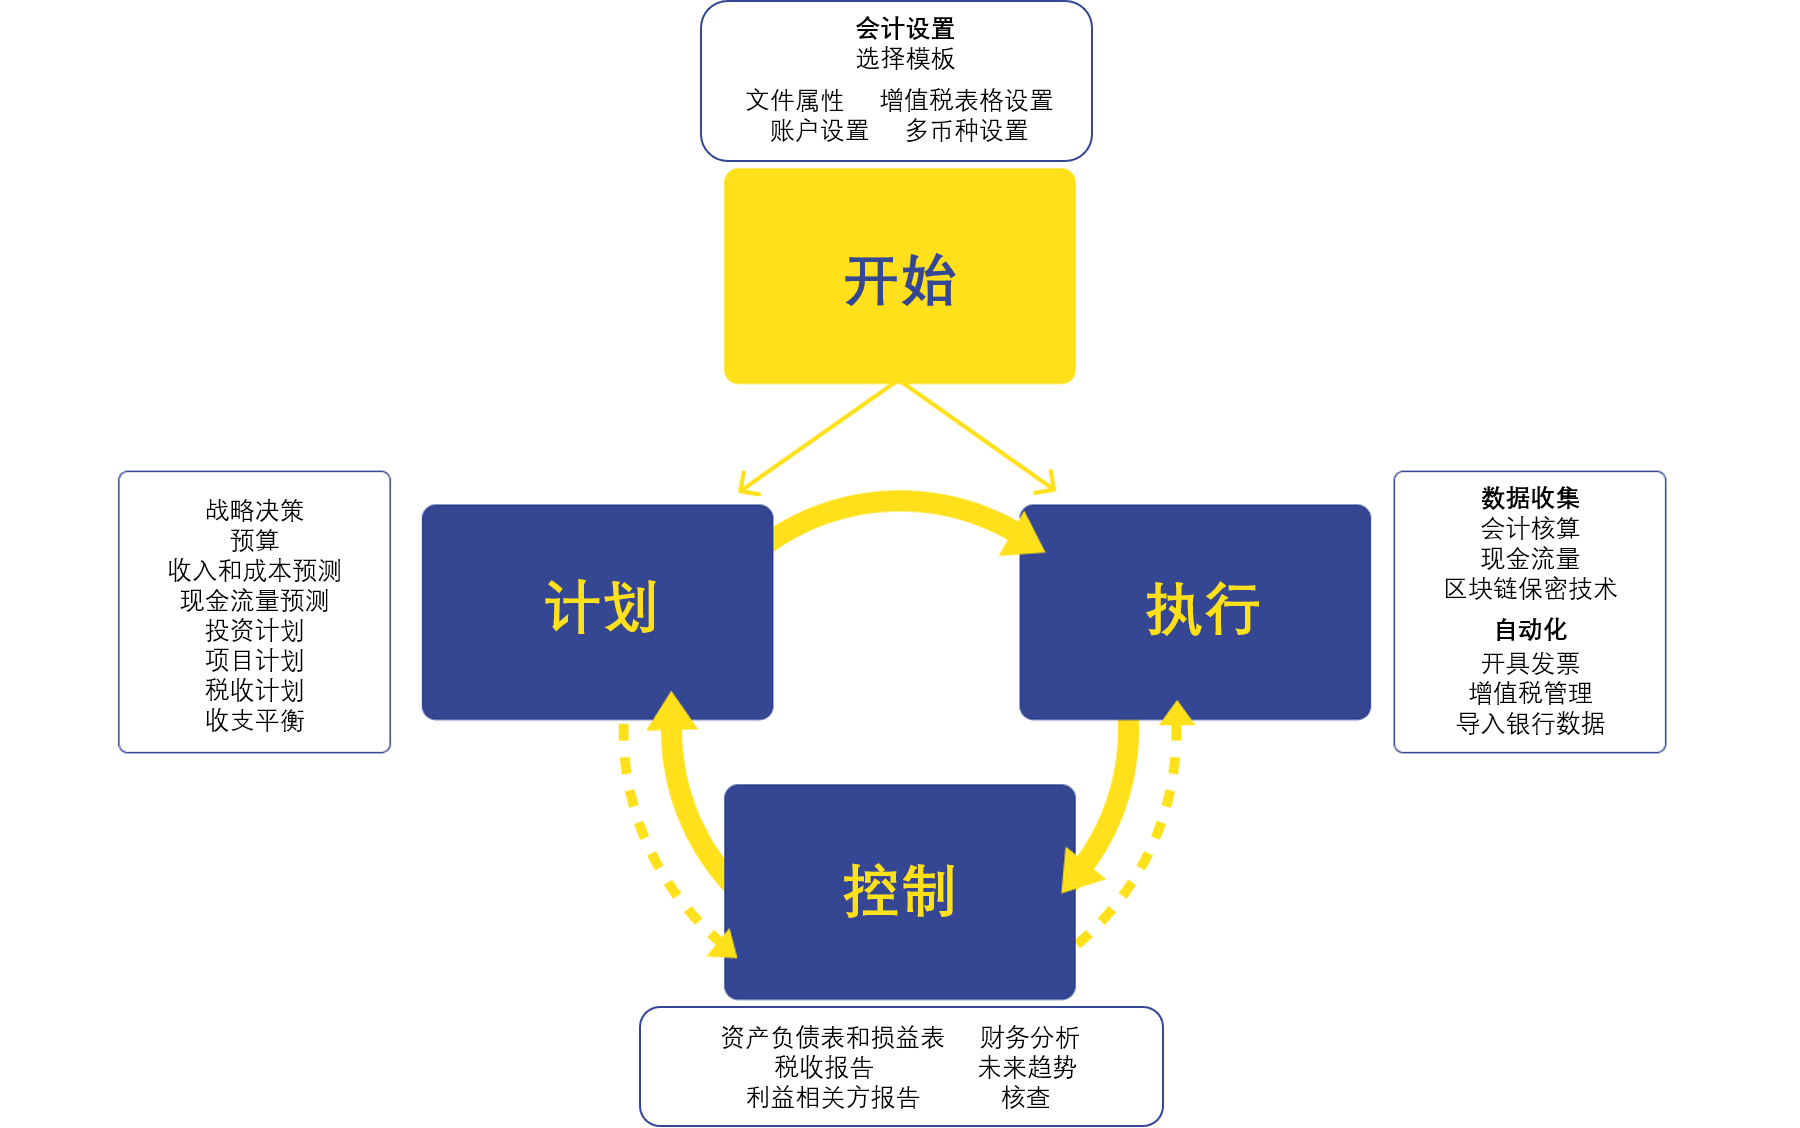 会计设置
选择模板
文件属性 增值税表格设置
账户设置 多币种设置
开始
战略决策
预算
收入和成本预测
现金流量预测
投资计划
项目计划
税收计划
收支平衡
计划
执行
数据收集
会计核算
现金流量
区块链保密技术
自动化
开具发票
增值税管理
导入银行数据
控制
资产负债表和损益表 财务分析
税收报告 未来趋势
利益相关方报告 核查